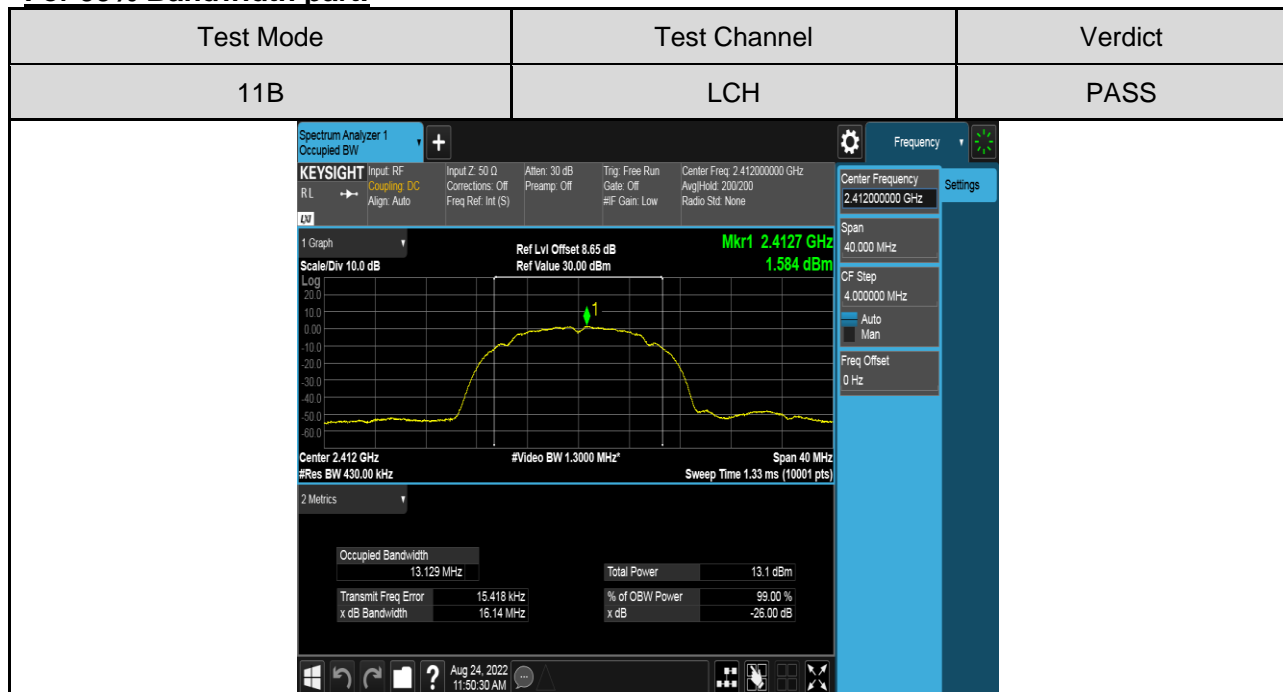 Test Mode Test Channel Verdict
11B LCH PASS
Spectrum Analyzer 1
Occupied BW
+
Frequency
KEYSIGHT
R L
LXI
Input: RF
Coupling: DC
Align: Auto
Input Z: 50 Ω
Corrections: Off
Freq Ref: Int (S)
Atten: 30 dB
Preamp: Off
Trig: Free Run
Gate: Off
#IF Gain: Low
Center Freq: 2.412000000 GHz
Avg|Hold: 200/200
Radio Std: None
Center Frequency
2.412000000 GHz
Settings
Span
40.000 MHz
CF Step
4.000000 MHz
Auto
Man
Freq Offset
0 Hz
1 Graph
Scale/Div 10.0 dB
Ref Lvl Offset 8.65 dB
Ref Value 30.00 dBm
Mkr1 2.4127 GHz
1.584 dBm
Log
20.0
10.0
0.00
-10.0
-20.0
-30.0
-40.0
-50.0
-60.0
1
Center 2.412 GHz
#Res BW 430.00 kHz
#Video BW 1.3000 MHz*
Span 40 MHz
Sweep Time 1.33 ms (10001 pts)
2 Metrics
Occupied Bandwidth
13.129 MHz
Total Power 13.1 dBm
Transmit Freq Error 15.418 kHz
% of OBW Power 99.00 %
x dB Bandwidth 16.14 MHz
x dB -26.00 dB
?
Aug 24, 2022
11:50:30 AM